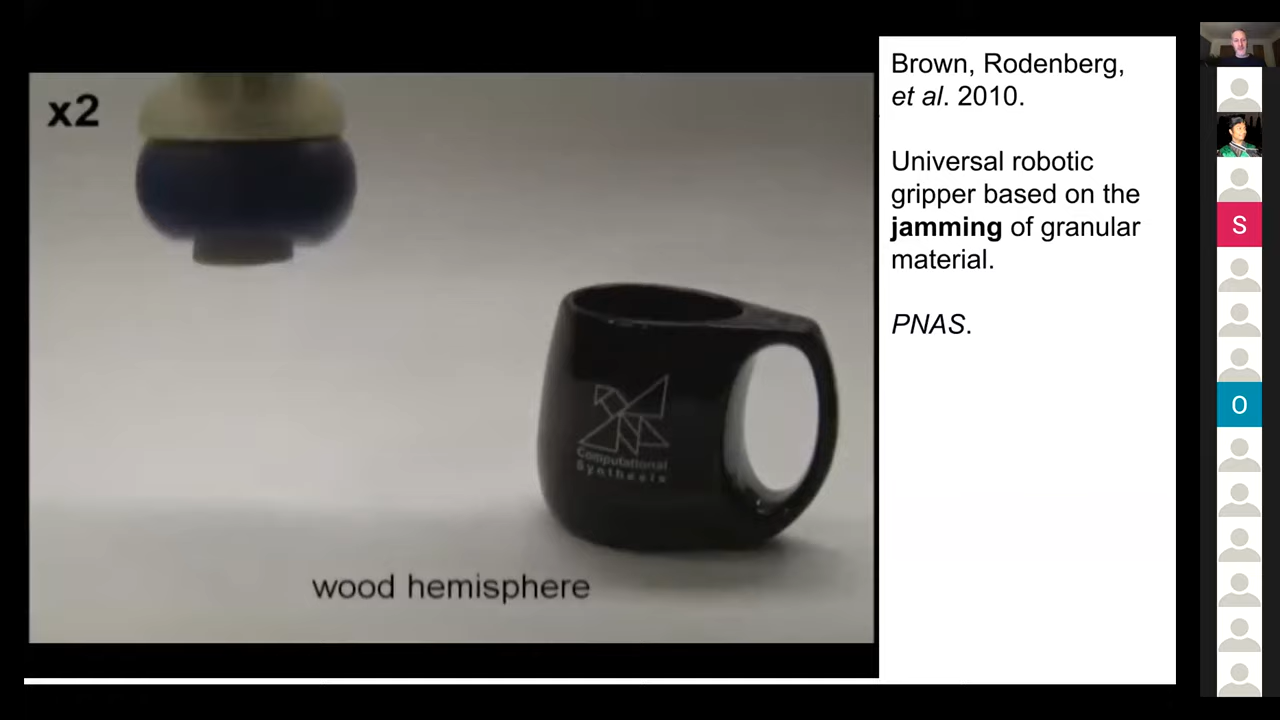 x2
Computational
Synthesis
wood hemisphere
Brown, Rodenberg,
et al. 2010.
Universal robotic
gripper based on the
jamming of granular
material.
PNAS.
S
O